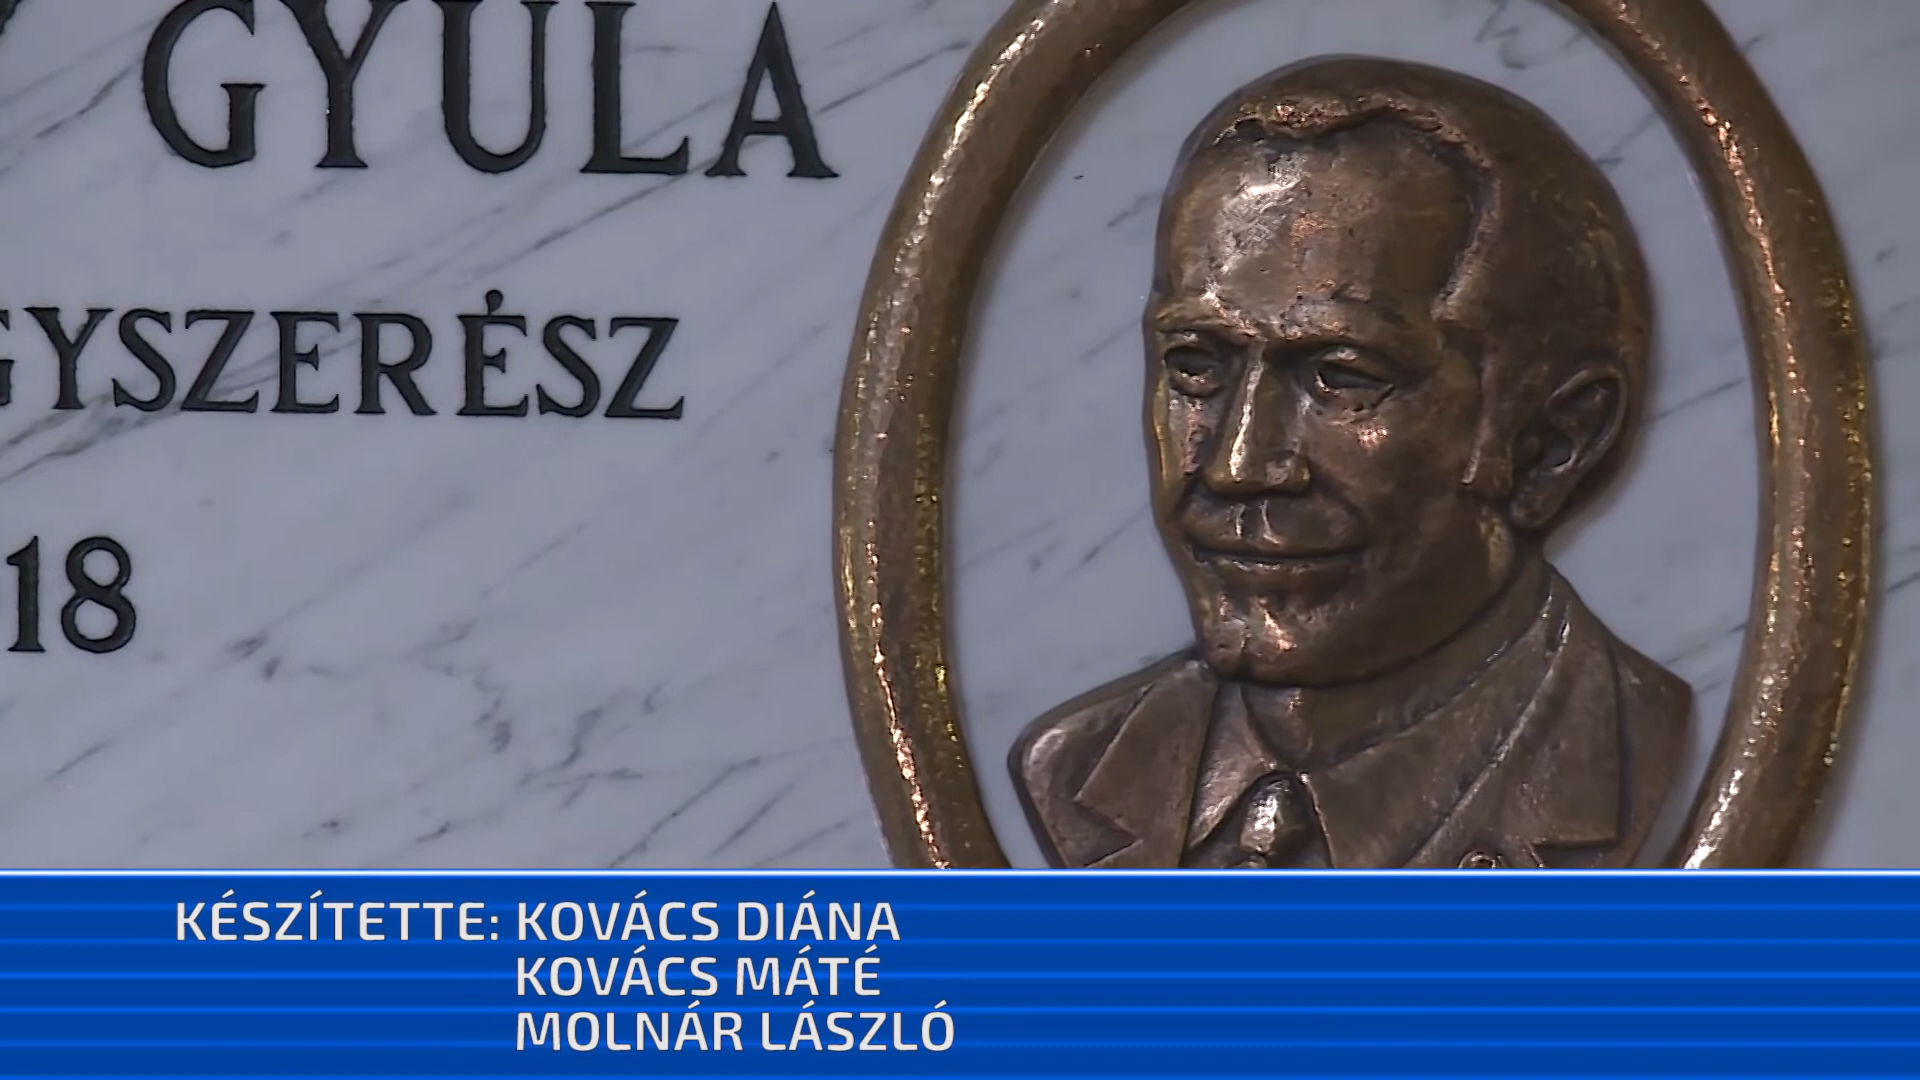 GYULA
GYSZERÉSZ
18
KÉSZÍTETTE: KOVÁCS DIÁNA
KOVÁCS MÁTÉ
MOLNÁR LÁSZLÓ